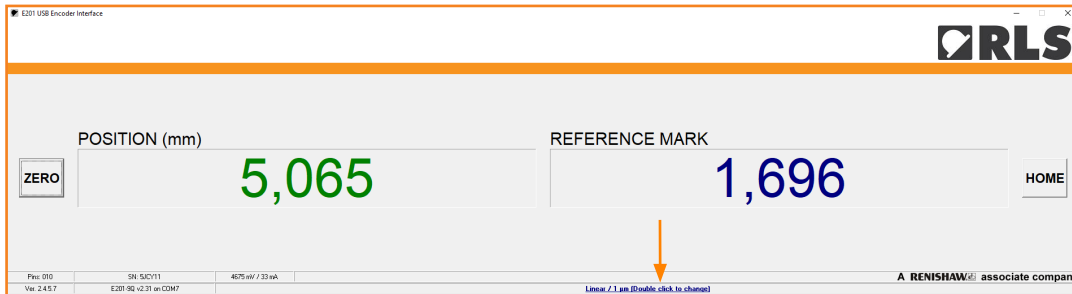 E201 USB Encoder Interface
RLS
POSITION (mm)
REFERENCE MARK
ZERO
5,065
1,696
HOME
Pins: 010
SN: 5JCY11
4675 mV / 33 mA
A RENISHAW associate compan
Ver. 2.4.5.7
E201-9Q v2.31 on COM7
Linear / 1 µm [Double click to change]